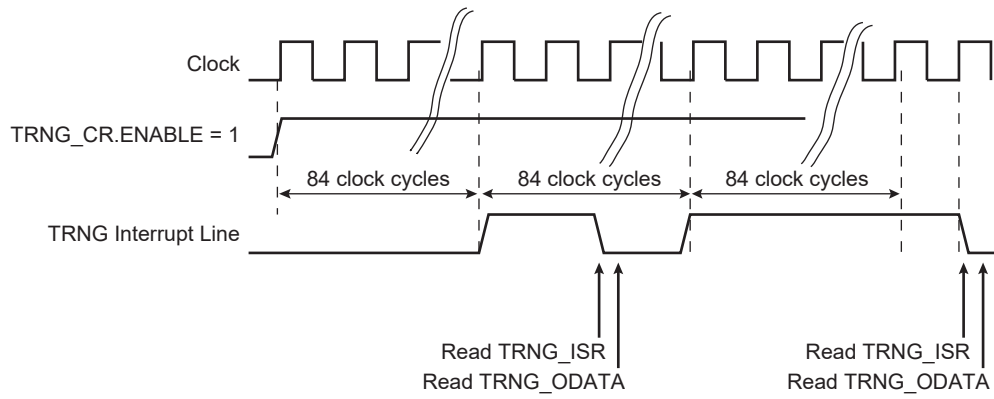 Clock
TRNG_CR.ENABLE = 1
84 clock cycles 84 clock cycles 84 clock cycles
TRNG Interrupt Line
Read TRNG_ISR Read TRNG_ISR
Read TRNG_ODATA Read TRNG_ODATA